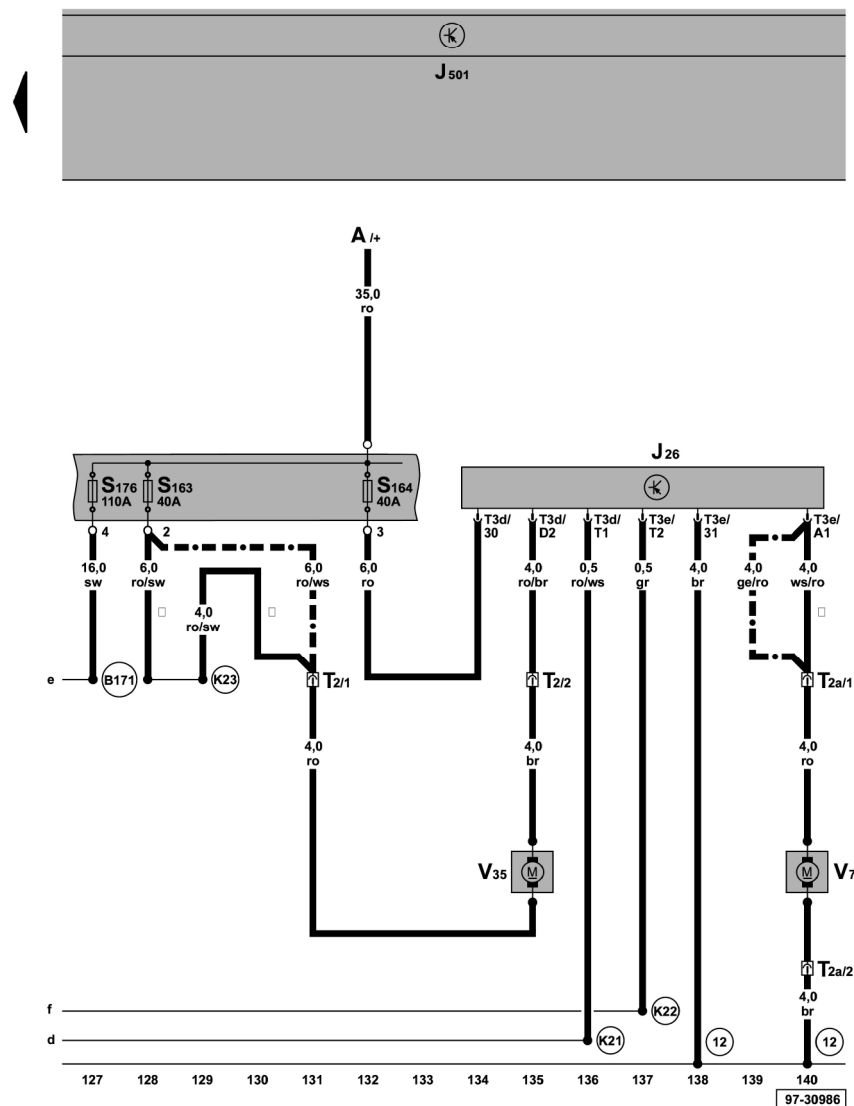 J 501
A /+
35,0
ro
J 26
S176
110A
S163
40A
S164
40A
4
2
3
T3d/
30
T3d/
D2
T3d/
T1
T3e/
T2
T3e/
31
T3e/
A1
16,0
sw
6,0
ro/sw
6,0
ro/ws
6,0
ro
4,0
ro/br
0,5
ro/ws
0,5
gr
4,0
br
4,0
ge/ro
4,0
ws/ro
4,0
ro/sw
e
B171
K23
T2/1
T2/2
T2a/1
4,0
ro
4,0
br
4,0
ro
V35
M
M
V7
T2a/2
4,0
br
f
K22
d
K21
12
12
127 128 129 130 131 132 133 134 135 136 137 138 139 140
97-30986